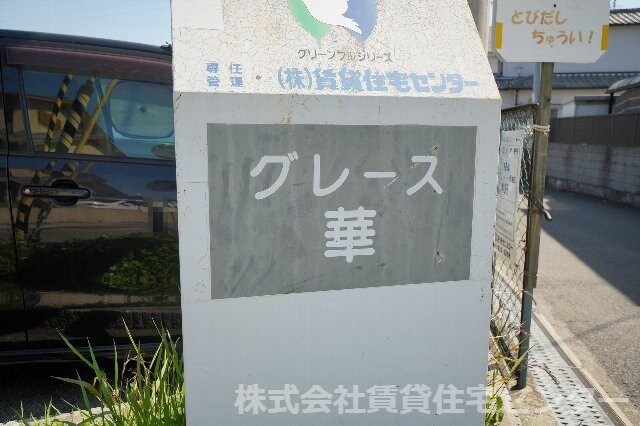 グリーンフルシリーズ
専任
管理
(株)賃貸住宅センター
グレース
華
とびだし
ちゅうい!
株式会社賃貸住宅センター